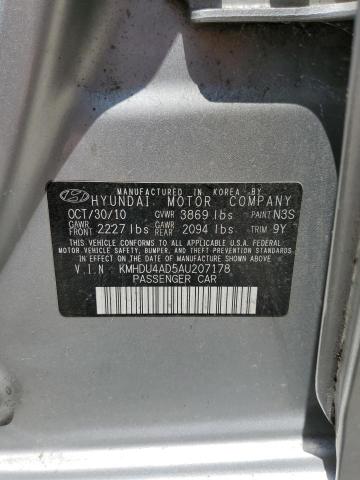 MANUFACTURED IN KOREA BY
HYUNDAI MOTOR COMPANY
OCT/30/10 GVWR 3869 lbs PAINT N3S
GAWR FRONT 2227 lbs GAWR REAR 2094 lbs TRIM 9Y
THIS VEHICLE CONFORMS TO ALL APPLICABLE U.S.A. FEDERAL
MOTOR VEHICLE SAFETY, BUMPER, AND THEFT PREVENTION STANDARDS
IN EFFECT ON THE DATE OF MANUFACTURE SHOWN ABOVE.
V.I.N : KMHDU4AD5AU207178
PASSENGER CAR